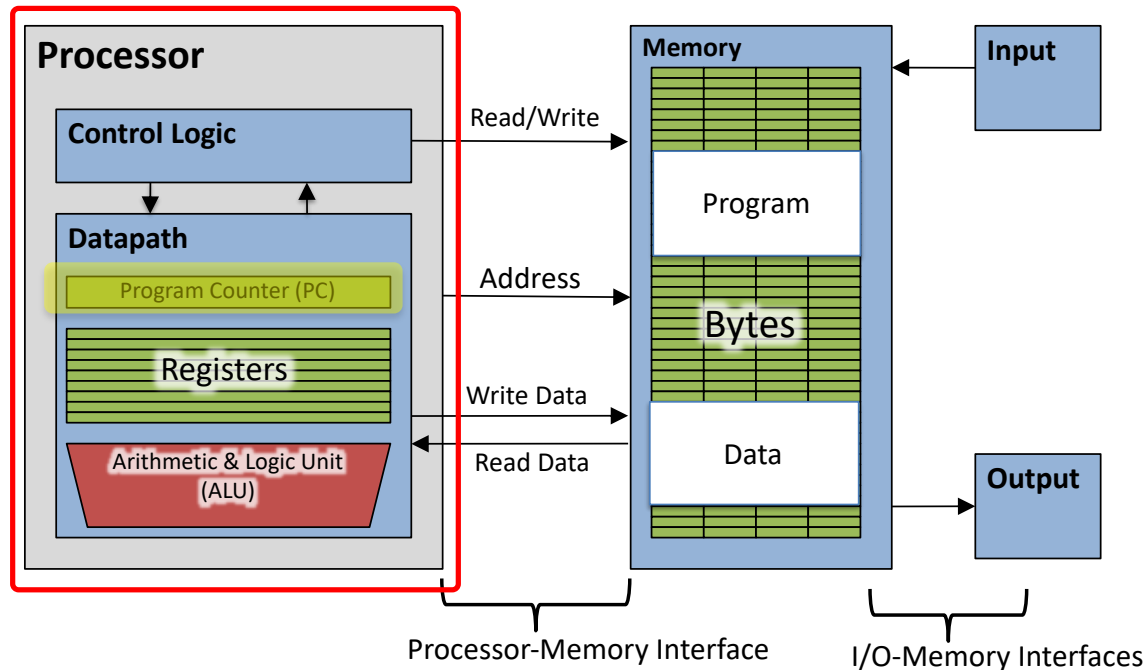 Processor
Control Logic
Datapath
Program Counter (PC)
Registers
Arithmetic & Logic Unit
(ALU)
Read/Write
Address
Write Data
Read Data
Processor-Memory Interface
Memory
Program
Bytes
Data
Input
Output
I/O-Memory Interfaces